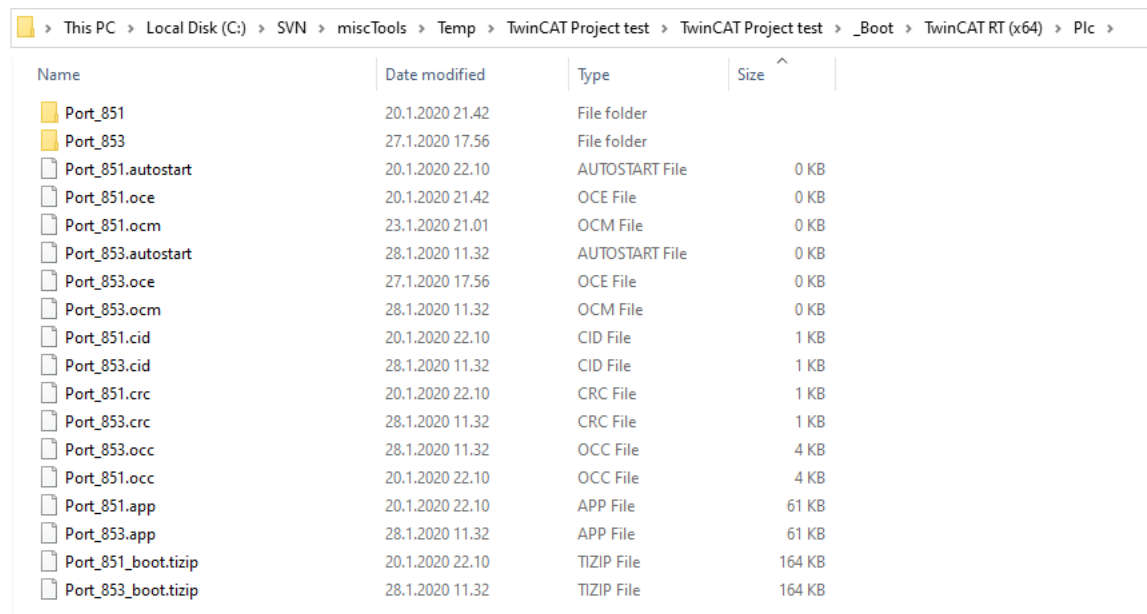 This PC > Local Disk (C:) > SVN > miscTools > Temp > TwinCAT Project test > TwinCAT Project test > _Boot > TwinCAT RT (x64) > Plc >
Name Date modified Type Size
Port_851 20.1.2020 21.42 File folder
Port_853 27.1.2020 17.56 File folder
Port_851.autostart 20.1.2020 22.10 AUTOSTART File 0 KB
Port_851.oce 20.1.2020 21.42 OCE File 0 KB
Port_851.ocm 23.1.2020 21.01 OCM File 0 KB
Port_853.autostart 28.1.2020 11.32 AUTOSTART File 0 KB
Port_853.oce 27.1.2020 17.56 OCE File 0 KB
Port_853.ocm 28.1.2020 11.32 OCM File 0 KB
Port_851.cid 20.1.2020 22.10 CID File 1 KB
Port_853.cid 28.1.2020 11.32 CID File 1 KB
Port_851.crc 20.1.2020 22.10 CRC File 1 KB
Port_853.crc 28.1.2020 11.32 CRC File 1 KB
Port_853.occ 28.1.2020 11.32 OCC File 4 KB
Port_851.occ 20.1.2020 22.10 OCC File 4 KB
Port_851.app 20.1.2020 22.10 APP File 61 KB
Port_853.app 28.1.2020 11.32 APP File 61 KB
Port_851_boot.tizip 20.1.2020 22.10 TIZIP File 164 KB
Port_853_boot.tizip 28.1.2020 11.32 TIZIP File 164 KB